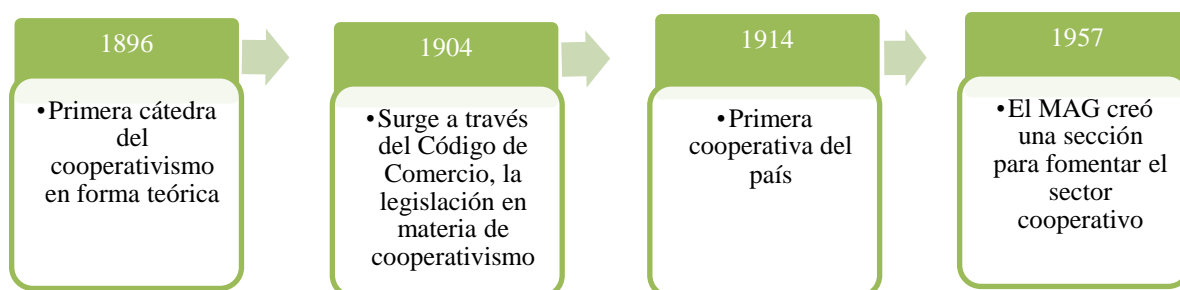 1896
•Primera cátedra
del
cooperativismo
en forma teórica
1904
•Surge a través
del Código de
Comercio, la
legislación en
materia de
cooperativismo
1914
•Primera
cooperativa del
país
1957
•El MAG creó
una sección
para fomentar el
sector
cooperativo